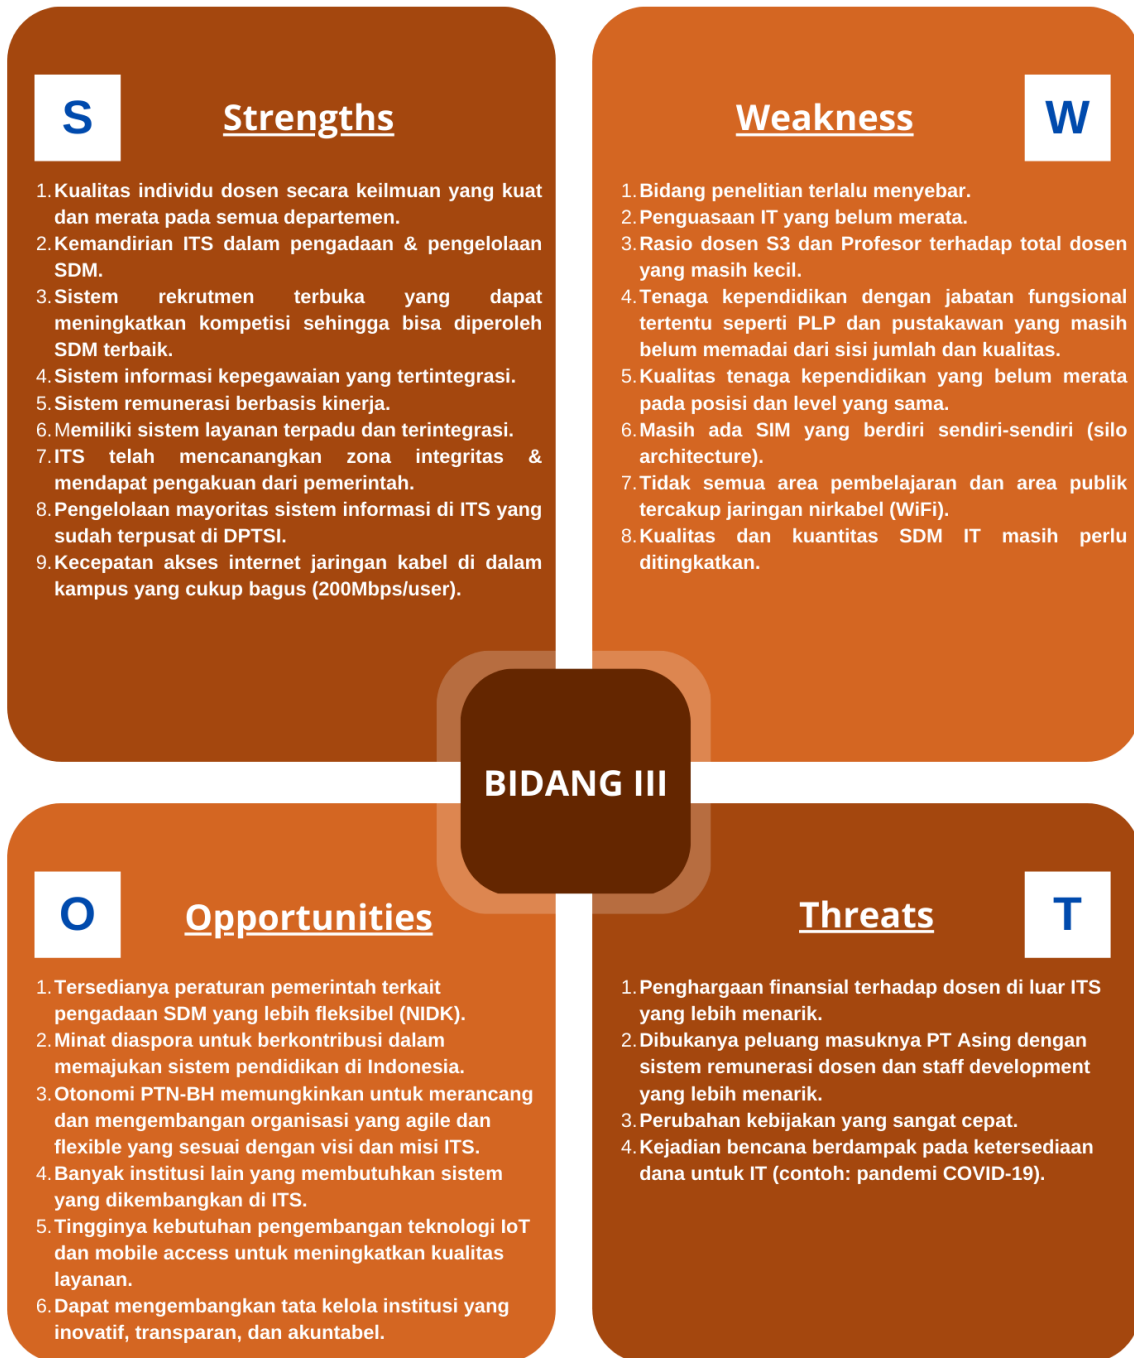 S
Strengths
1. Kualitas individu dosen secara keilmuan yang kuat
dan merata pada semua departemen.
2. Kemandirian ITS dalam pengadaan & pengelolaan
SDM.
3. Sistem rekrutmen terbuka yang dapat
meningkatkan kompetisi sehingga bisa diperoleh
SDM terbaik.
4. Sistem informasi kepegawaian yang tertintegrasi.
5. Sistem remunerasi berbasis kinerja.
6. Memiliki sistem layanan terpadu dan terintegrasi.
7. ITS telah mencanangkan zona integritas &
mendapat pengakuan dari pemerintah.
8. Pengelolaan mayoritas sistem informasi di ITS yang
sudah terpusat di DPTSI.
9. Kecepatan akses internet jaringan kabel di dalam
kampus yang cukup bagus (200Mbps/user).
Weakness
W
1. Bidang penelitian terlalu menyebar.
2. Penguasaan IT yang belum merata.
3. Rasio dosen S3 dan Profesor terhadap total dosen
yang masih kecil.
4. Tenaga kependidikan dengan jabatan fungsional
tertentu seperti PLP dan pustakawan yang masih
belum memadai dari sisi jumlah dan kualitas.
5. Kualitas tenaga kependidikan yang belum merata
pada posisi dan level yang sama.
6. Masih ada SIM yang berdiri sendiri-sendiri (silo
architecture).
7. Tidak semua area pembelajaran dan area publik
tercakup jaringan nirkabel (WiFi).
8. Kualitas dan kuantitas SDM IT masih perlu
ditingkatkan.
BIDANG III
O
Opportunities
1. Tersedianya peraturan pemerintah terkait
pengadaan SDM yang lebih fleksibel (NIDK).
2. Minat diaspora untuk berkontribusi dalam
memajukan sistem pendidikan di Indonesia.
3. Otonomi PTN-BH memungkinkan untuk merancang
dan mengembangan organisasi yang agile dan
flexible yang sesuai dengan visi dan misi ITS.
4. Banyak institusi lain yang membutuhkan sistem
yang dikembangkan di ITS.
5. Tingginya kebutuhan pengembangan teknologi IoT
dan mobile access untuk meningkatkan kualitas
layanan.
6. Dapat mengembangkan tata kelola institusi yang
inovatif, transparan, dan akuntabel.
Threats
T
1. Penghargaan finansial terhadap dosen di luar ITS
yang lebih menarik.
2. Dibukanya peluang masuknya PT Asing dengan
sistem remunerasi dosen dan staff development
yang lebih menarik.
3. Perubahan kebijakan yang sangat cepat.
4. Kejadian bencana berdampak pada ketersediaan
dana untuk IT (contoh: pandemi COVID-19).